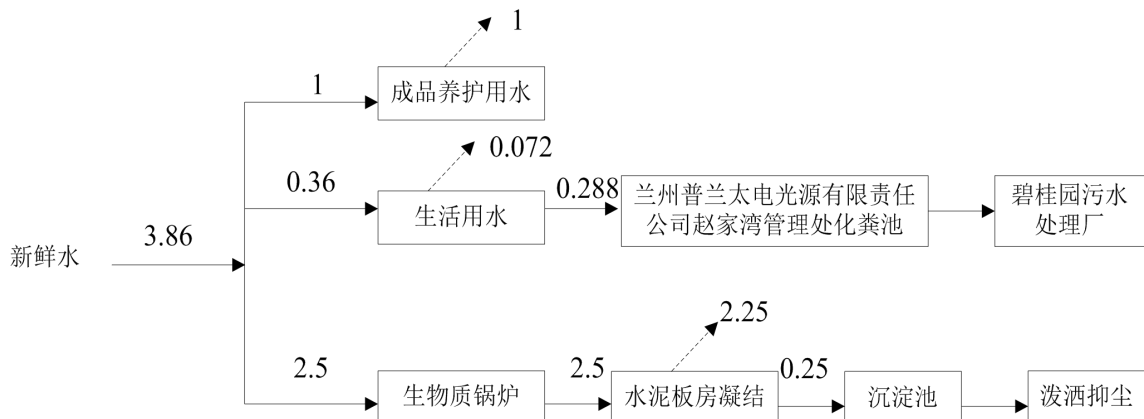 1
1
成品养护用水
0.072
0.36
生活用水
0.288
兰州普兰太电光源有限责任
公司赵家湾管理处化粪池
碧桂园污水
处理厂
新鲜水
3.86
2.25
2.5
生物质锅炉
2.5
水泥板房凝结
0.25
沉淀池
泼洒抑尘